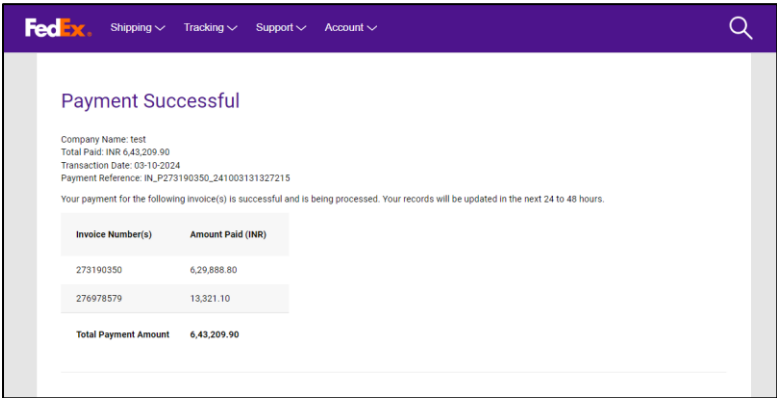 FedEx. Shipping Tracking Support Account
Payment Successful
Company Name: test
Total Paid: INR 6,43,209.90
Transaction Date: 03-10-2024
Payment Reference: IN_P273190350_241003131327215
Your payment for the following invoice(s) is successful and is being processed. Your records will be updated in the next 24 to 48 hours.
Invoice Number(s) Amount Paid (INR)
273190350 6,29,888.80
276978579 13,321.10
Total Payment Amount 6,43,209.90